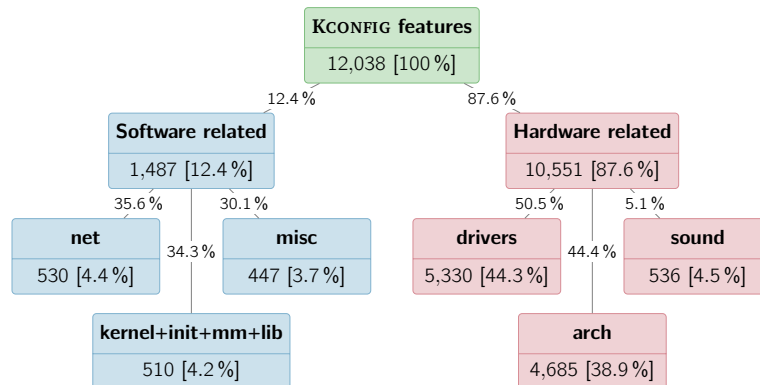 KCONFIG features
12,038 [100 %]
12.4 %
87.6 %
Software related
1,487 [12.4 %]
Hardware related
10,551 [87.6 %]
35.6 %
30.1 %
50.5 %
5.1 %
net
530 [4.4 %]
34.3 %
misc
447 [3.7 %]
drivers
5,330 [44.3 %]
44.4 %
sound
536 [4.5 %]
kernel+init+mm+lib
510 [4.2 %]
arch
4,685 [38.9 %]